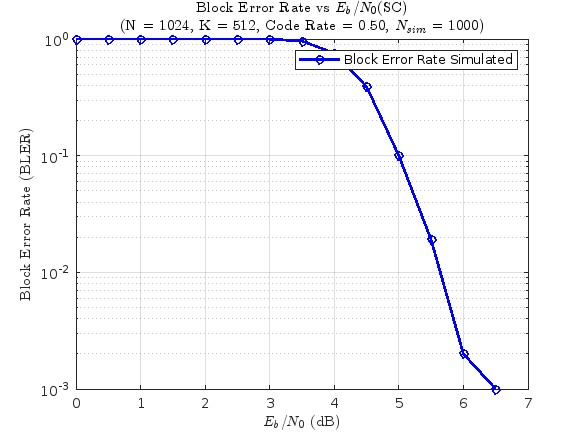 Block Error Rate vs E_b/N_0(SC)
(N = 1024, K = 512, Code Rate = 0.50, N_sim = 1000)
Block Error Rate Simulated
Block Error Rate (BLER)
10^0
10^-1
10^-2
10^-3
0 1 2 3 4 5 6 7
E_b/N_0 (dB)